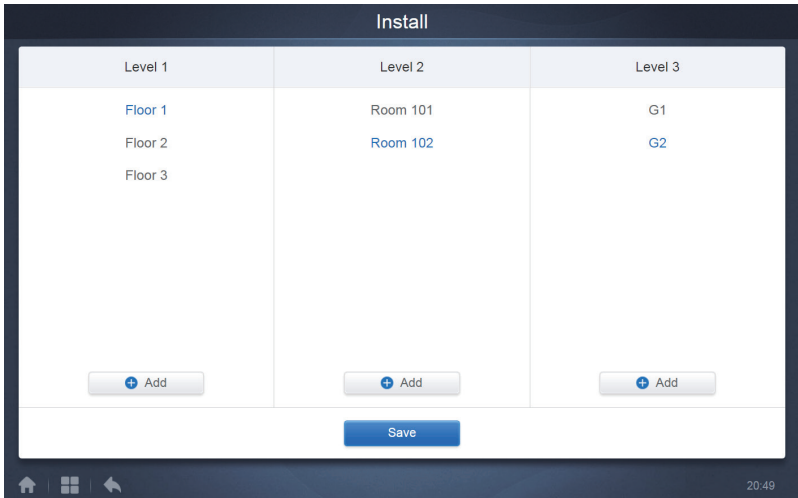 Install
Level 1 Level 2 Level 3
Floor 1 Room 101 G1
Floor 2 Room 102 G2
Floor 3
Add Add Add
Save
20:49